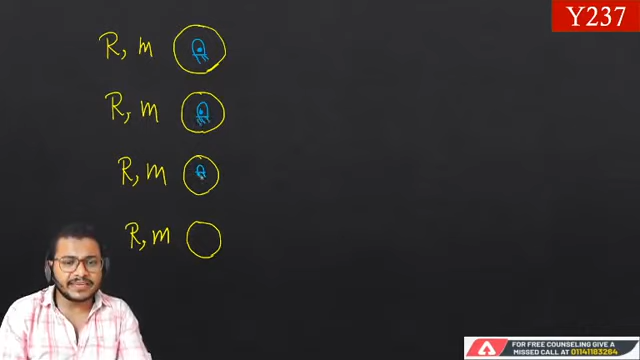 Y237
R, m
R, m
R, m
R, m
FOR FREE COUNSELING GIVE A
MISSED CALL AT 01141183264